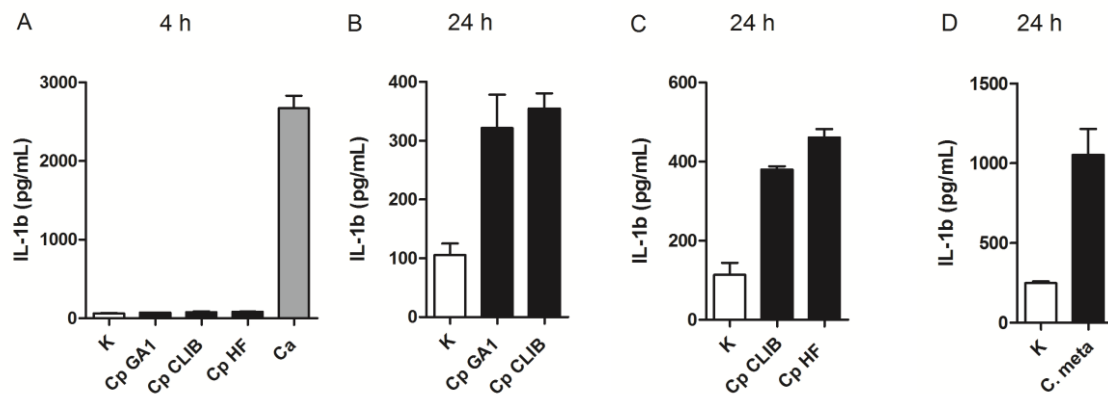 A 4 h
B 24 h
C 24 h
D 24 h
IL-1b (pg/mL)
3000
2000
1000
0
K
Cp GA1
Cp CLIB
Cp HF
Ca
IL-1b (pg/mL)
400
300
200
100
0
K
Cp GA1
Cp CLIB
IL-1b (pg/mL)
600
400
200
0
K
Cp CLIB
Cp HF
IL-1b (pg/mL)
1500
1000
500
0
K
C. meta